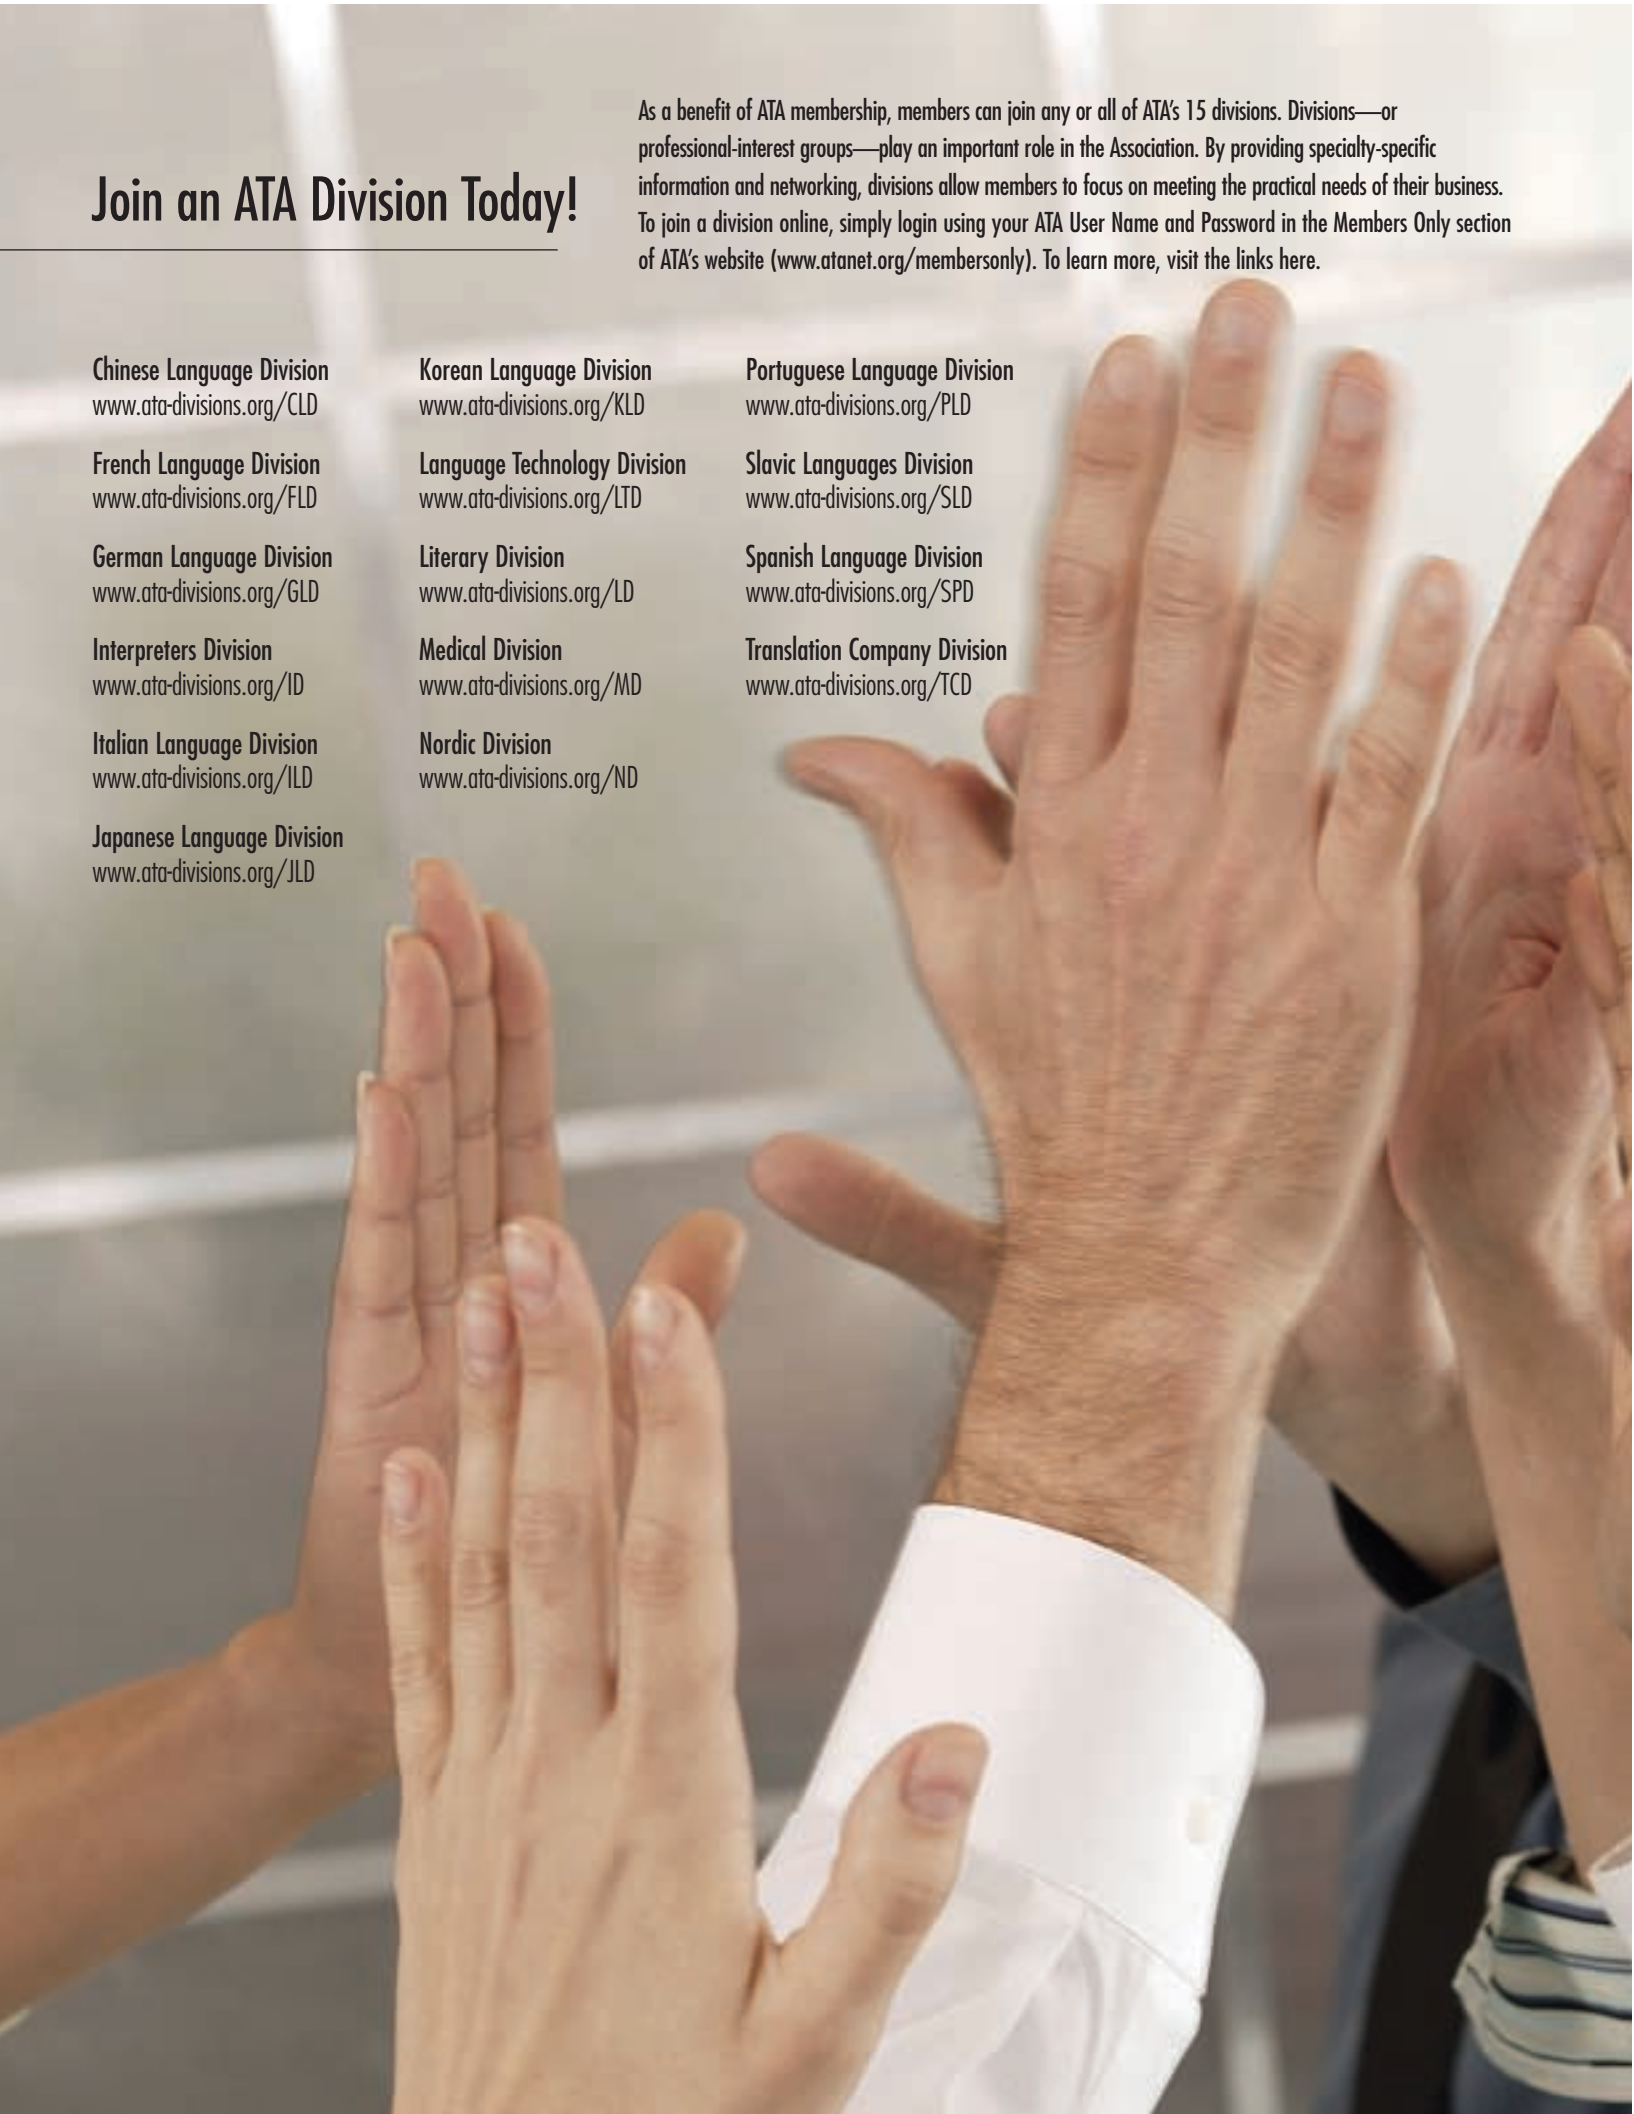 Join an ATA Division Today!
As a benefit of ATA membership, members can join any or all of ATA's 15 divisions. Divisions—or
professional-interest groups—play an important role in the Association. By providing specialty-specific
information and networking, divisions allow members to focus on meeting the practical needs of their business.
To join a division online, simply login using your ATA User Name and Password in the Members Only section
of ATA's website (www.atanet.org/membersonly). To learn more, visit the links here.
Chinese Language Division
www.ata-divisions.org/CLD
French Language Division
www.ata-divisions.org/FLD
German Language Division
www.ata-divisions.org/GLD
Interpreters Division
www.ata-divisions.org/ID
Italian Language Division
www.ata-divisions.org/ILD
Japanese Language Division
www.ata-divisions.org/JLD
Korean Language Division
www.ata-divisions.org/KLD
Language Technology Division
www.ata-divisions.org/LTD
Literary Division
www.ata-divisions.org/LD
Medical Division
www.ata-divisions.org/MD
Nordic Division
www.ata-divisions.org/ND
Portuguese Language Division
www.ata-divisions.org/PLD
Slavic Languages Division
www.ata-divisions.org/SLD
Spanish Language Division
www.ata-divisions.org/SPD
Translation Company Division
www.ata-divisions.org/TCD